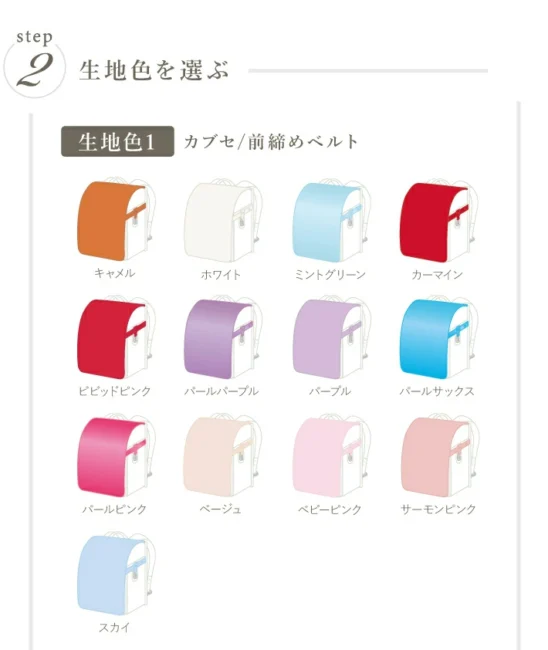 step
2 生地色を選ぶ
生地色1 カブセ/前締めベルト
キャメル ホワイト ミントグリーン カーマイン
ビビッドピンク パールパープル パープル パールサックス
パールピンク ベージュ ベビーピンク サーモンピンク
スカイ